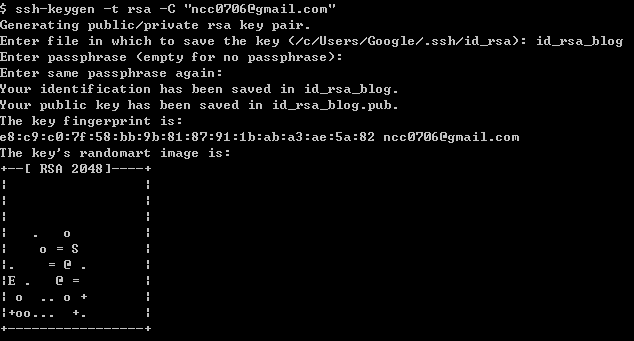 $ ssh-keygen -t rsa -C "ncc0706@gmail.com"
Generating public/private rsa key pair.
Enter file in which to save the key (/c/Users/Google/.ssh/id_rsa): id_rsa_blog
Enter passphrase (empty for no passphrase):
Enter same passphrase again:
Your identification has been saved in id_rsa_blog.
Your public key has been saved in id_rsa_blog.pub.
The key fingerprint is:
e8:c9:c0:7f:58:bb:9b:81:87:91:1b:ab:a3:ae:5a:82 ncc0706@gmail.com
The key's randomart image is:
+--[ RSA 2048]----+
¦                 ¦
¦                 ¦
¦                 ¦
¦   .   o         ¦
¦    o = S        ¦
¦.    = @ .       ¦
¦E .   @ =        ¦
¦ o  .. o +       ¦
¦+oo...  +.       ¦
+-----------------+